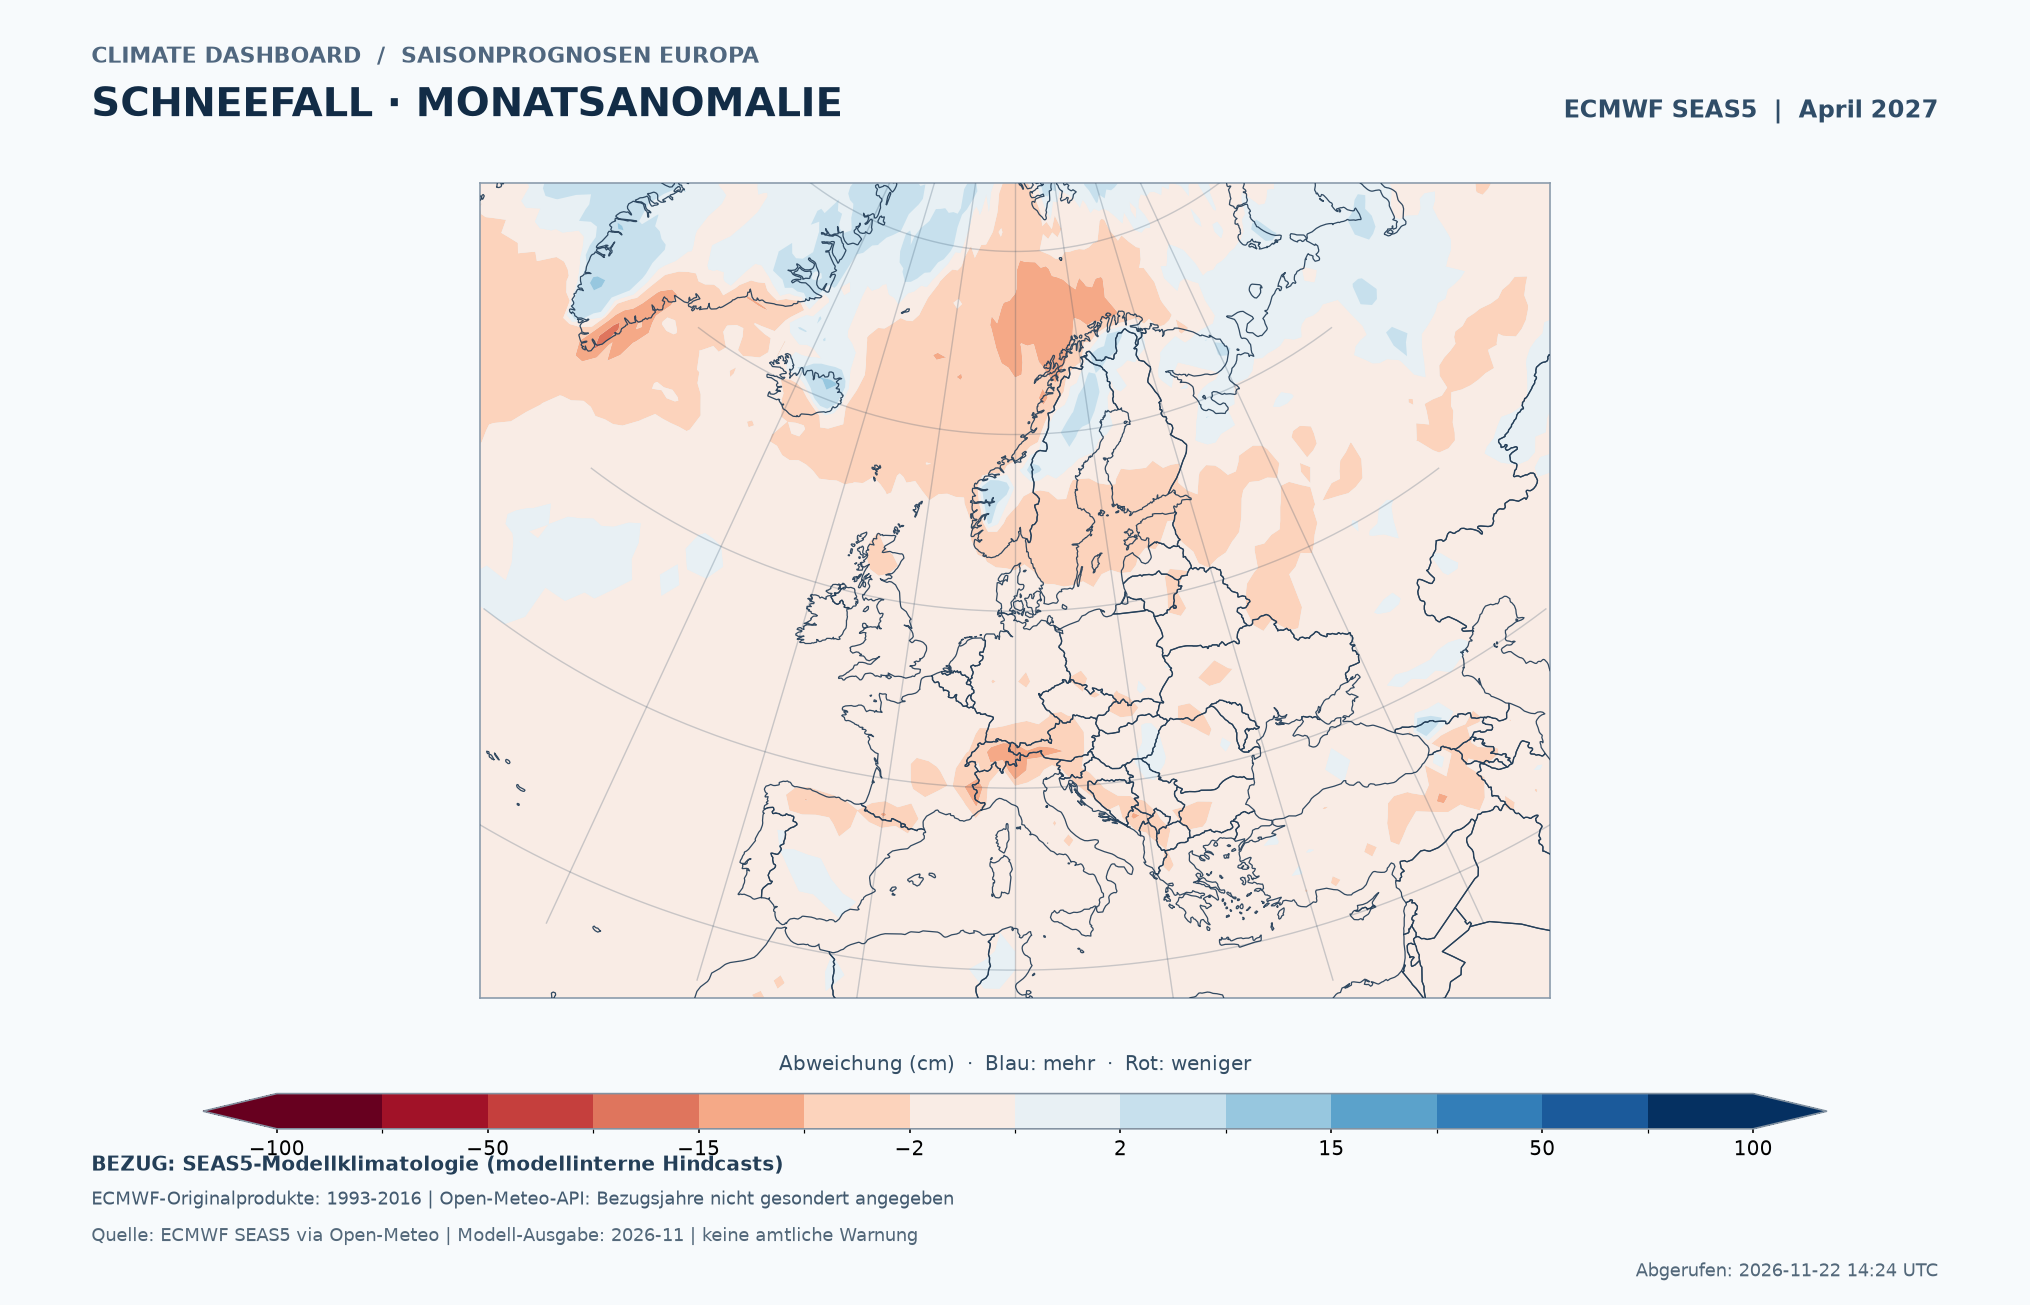 CLIMATE DASHBOARD / SAISONPROGNOSEN EUROPA
SCHNEEFALL · MONATSANOMALIE
ECMWF SEAS5 | April 2027
Abweichung (cm) · Blau: mehr · Rot: weniger
−100 −50 −15 −2 2 15 50 100
BEZUG: SEAS5-Modellklimatologie (modellinterne Hindcasts)
ECMWF-Originalprodukte: 1993-2016 | Open-Meteo-API: Bezugsjahre nicht gesondert angegeben
Quelle: ECMWF SEAS5 via Open-Meteo | Modell-Ausgabe: 2026-11 | keine amtliche Warnung
Abgerufen: 2026-11-22 14:24 UTC